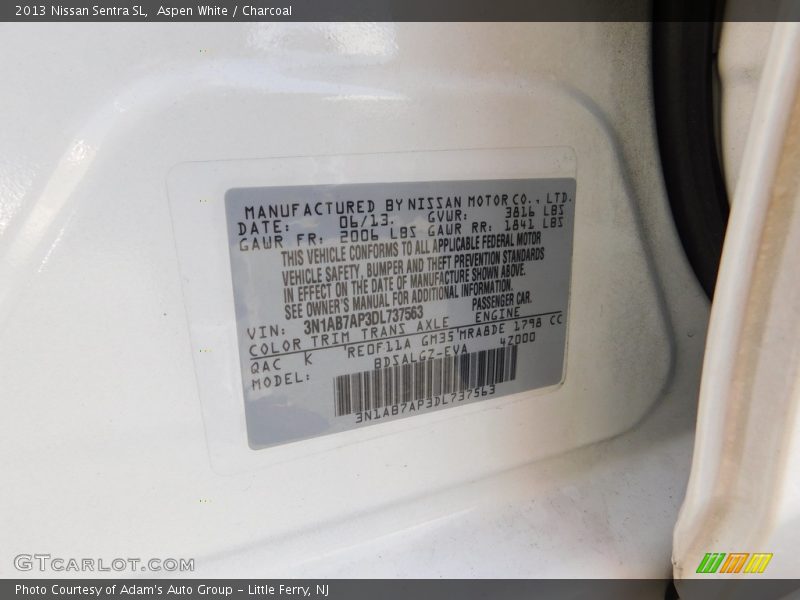 2013 Nissan Sentra SL, Aspen White / Charcoal
MANUFACTURED BY NISSAN MOTOR CO., LTD.
DATE: 06/13. GVWR: 3816 LBS
GAWR FR: 2006 LBS GAWR RR: 1841 LBS
THIS VEHICLE CONFORMS TO ALL APPLICABLE FEDERAL MOTOR
VEHICLE SAFETY, BUMPER AND THEFT PREVENTION STANDARDS
IN EFFECT ON THE DATE OF MANUFACTURE SHOWN ABOVE.
SEE OWNER'S MANUAL FOR ADDITIONAL INFORMATION.
VIN: 3N1AB7AP3DL737563 PASSENGER CAR.
COLOR TRIM TRANS AXLE ENGINE
QAC K RE0F11A GM35 MRA8DE 1798 CC
MODEL: BDSALGZ-EVA 42000
3N1AB7AP3DL737563
GTCARLOT.COM
Photo Courtesy of Adam's Auto Group - Little Ferry, NJ